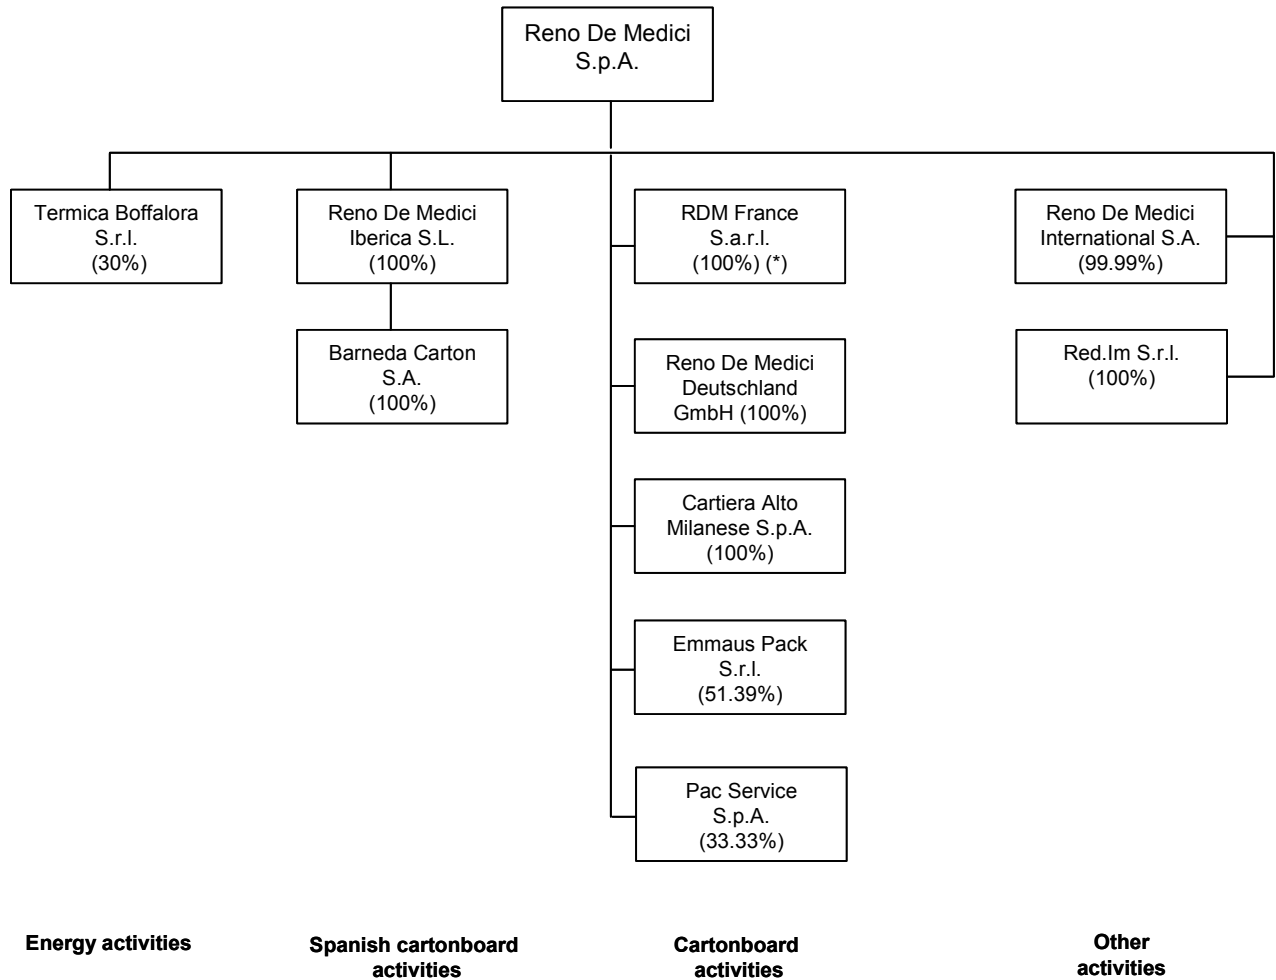 Reno De Medici
S.p.A.
Termica Boffalora
S.r.l.
(30%)
Reno De Medici
Iberica S.L.
(100%)
RDM France
S.a.r.l.
(100%) (*)
Reno De Medici
International S.A.
(99.99%)
Barneda Carton
S.A.
(100%)
Reno De Medici
Deutschland
GmbH (100%)
Red.Im S.r.l.
(100%)
Cartiera Alto
Milanese S.p.A.
(100%)
Emmaus Pack
S.r.l.
(51.39%)
Pac Service
S.p.A.
(33.33%)
Energy activities
Spanish cartonboard
activities
Cartonboard
activities
Other
activities